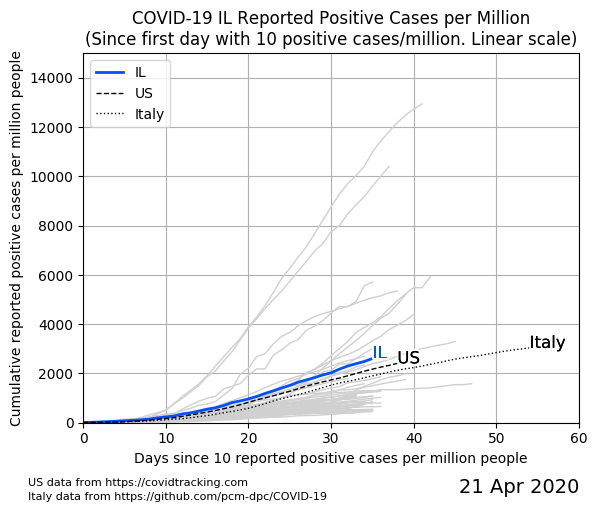 COVID-19 IL Reported Positive Cases per Million
(Since first day with 10 positive cases/million. Linear scale)
Cumulative reported positive cases per million people
14000
12000
10000
8000
6000
4000
2000
0
IL
US
Italy
IL
US
Italy
0 10 20 30 40 50 60
Days since 10 reported positive cases per million people
US data from https://covidtracking.com
Italy data from https://github.com/pcm-dpc/COVID-19
21 Apr 2020